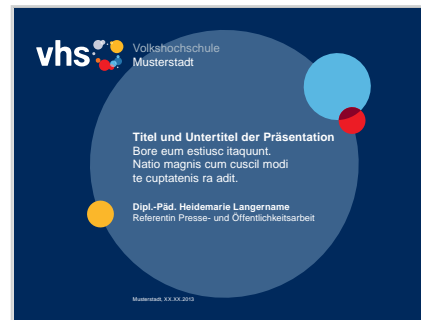 vhs
Volkshochschule
Musterstadt
Titel und Untertitel der Präsentation
Bore eum estiusc itaquunt.
Natio magnis cum cuscil modi
te cuptatenis ra adit.
Dipl.-Päd. Heidemarie Langername
Referentin Presse- und Öffentlichkeitsarbeit
Musterstadt, XX.XX.2013